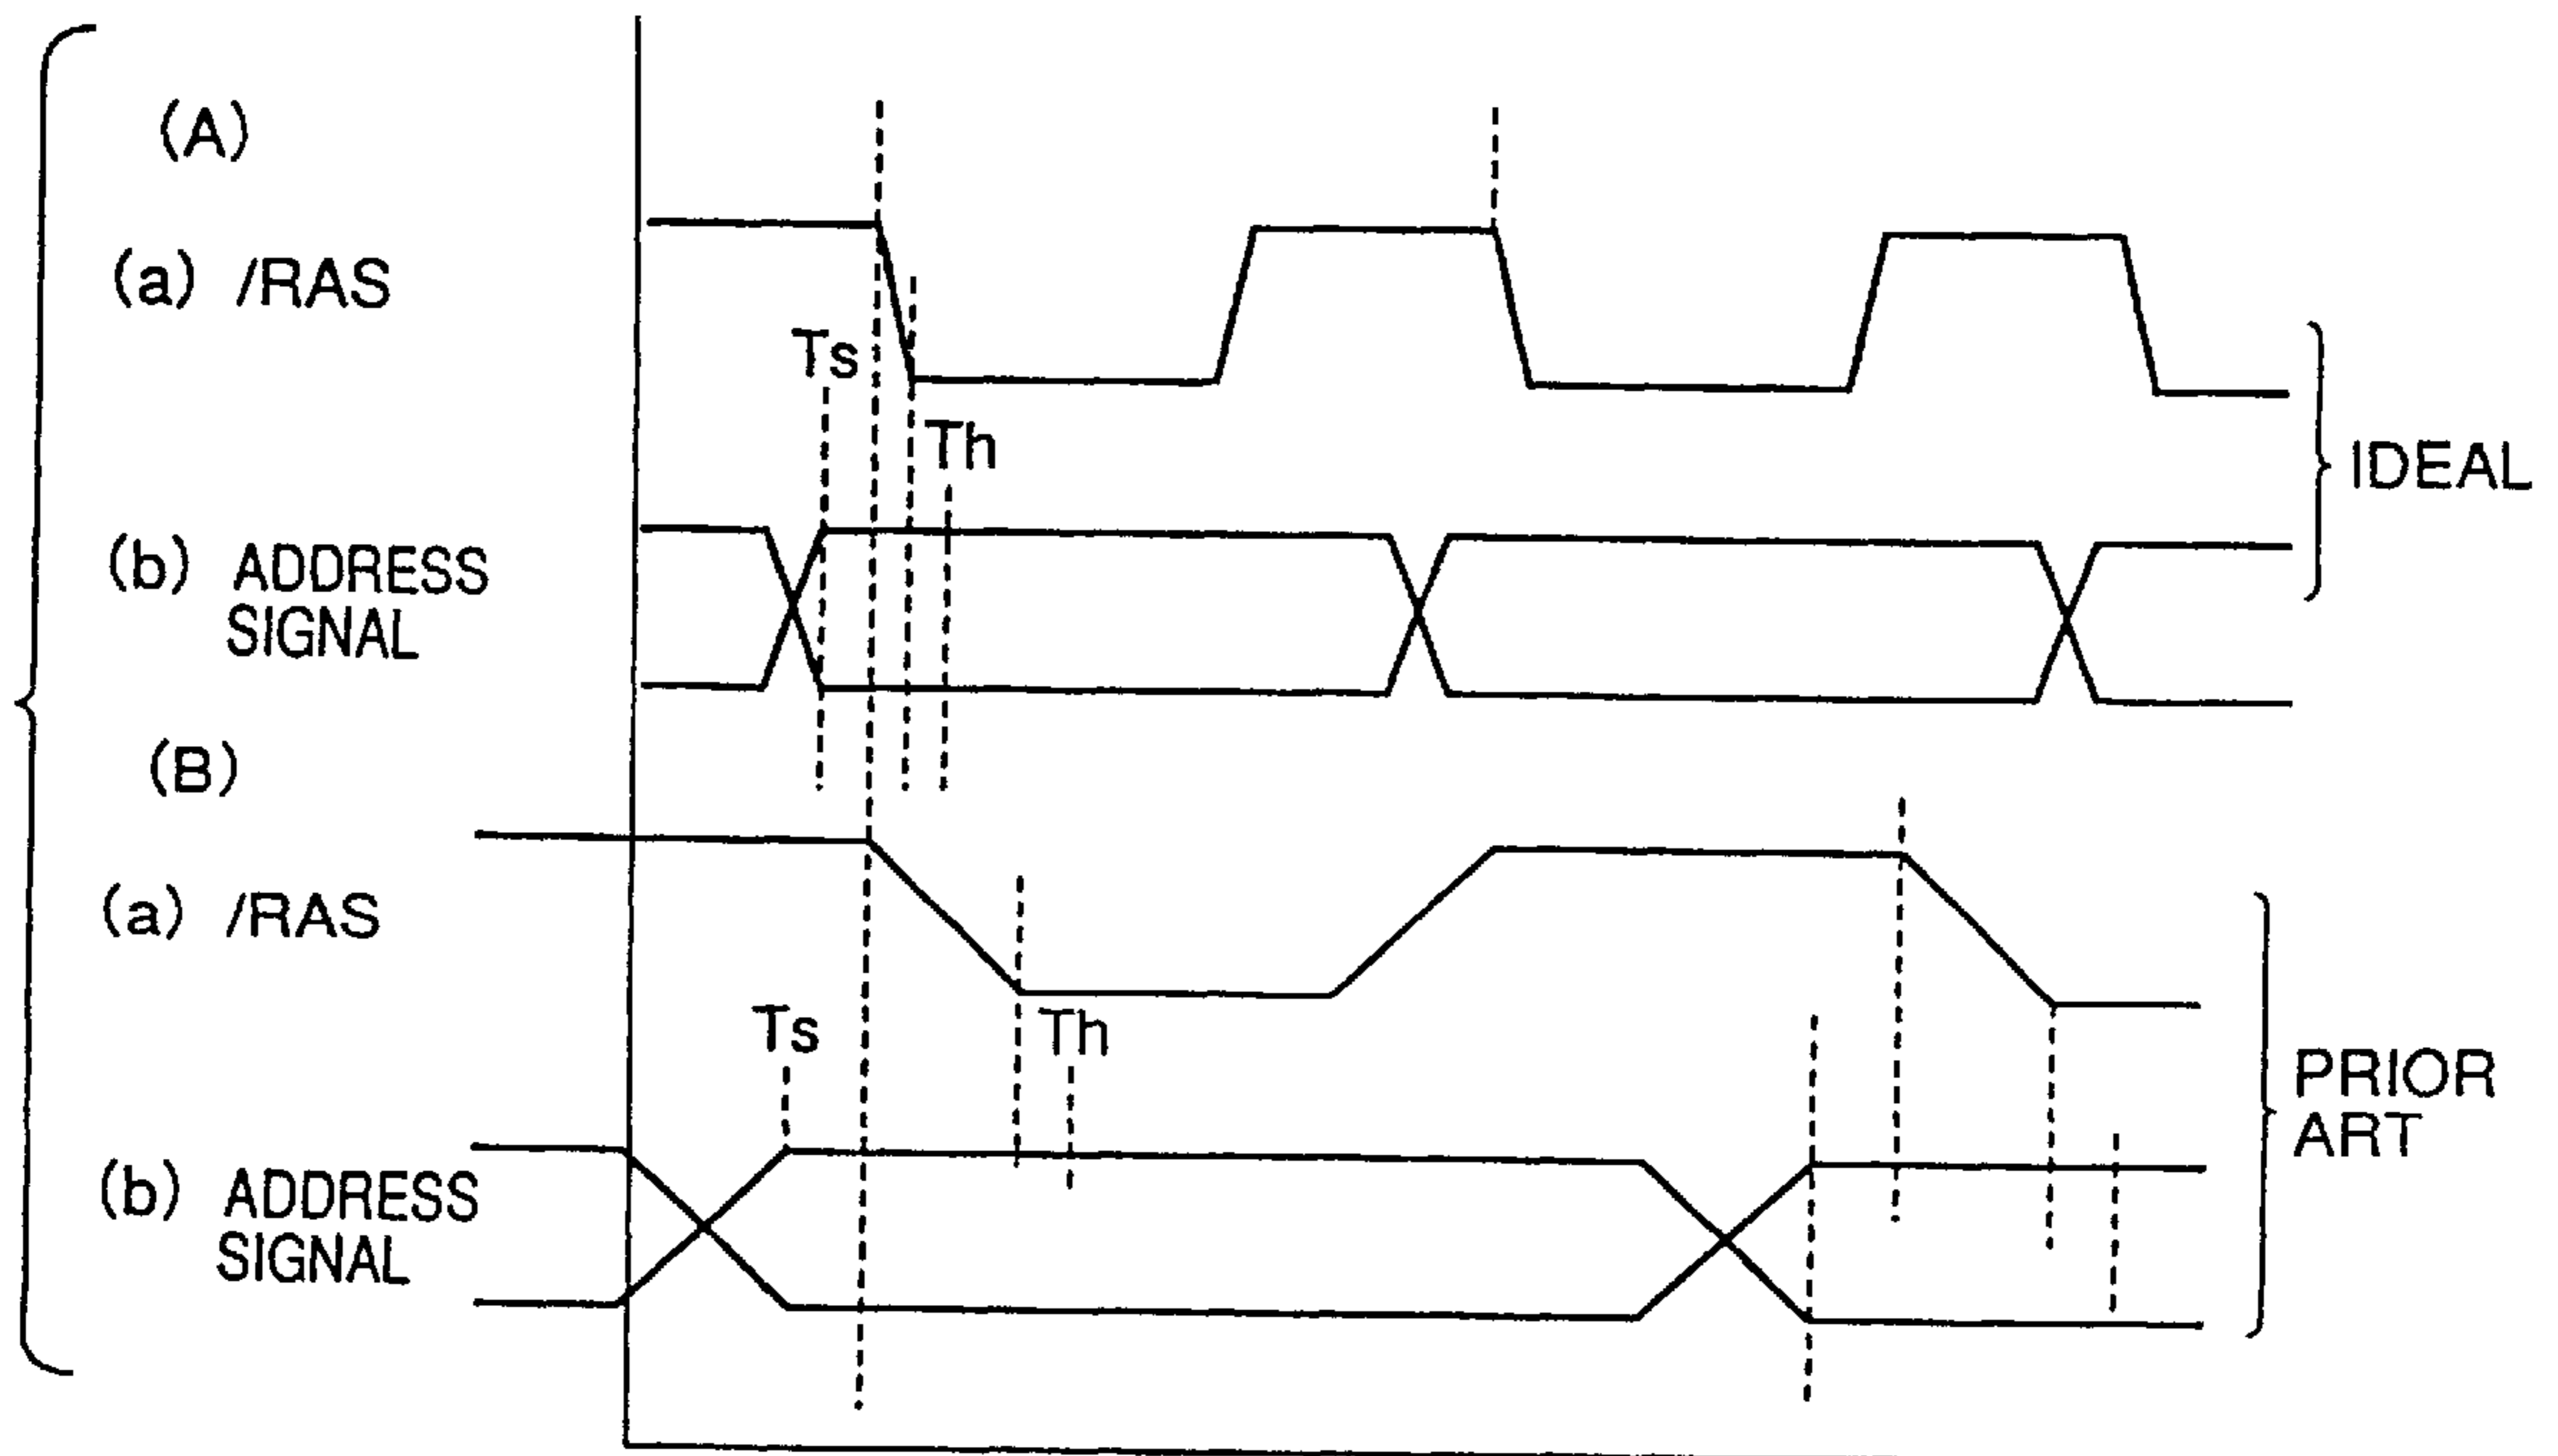 (A)
(a) /RAS
Ts
Th
IDEAL
(b) ADDRESS
SIGNAL
(B)
(a) /RAS
Ts
Th
PRIOR
ART
(b) ADDRESS
SIGNAL